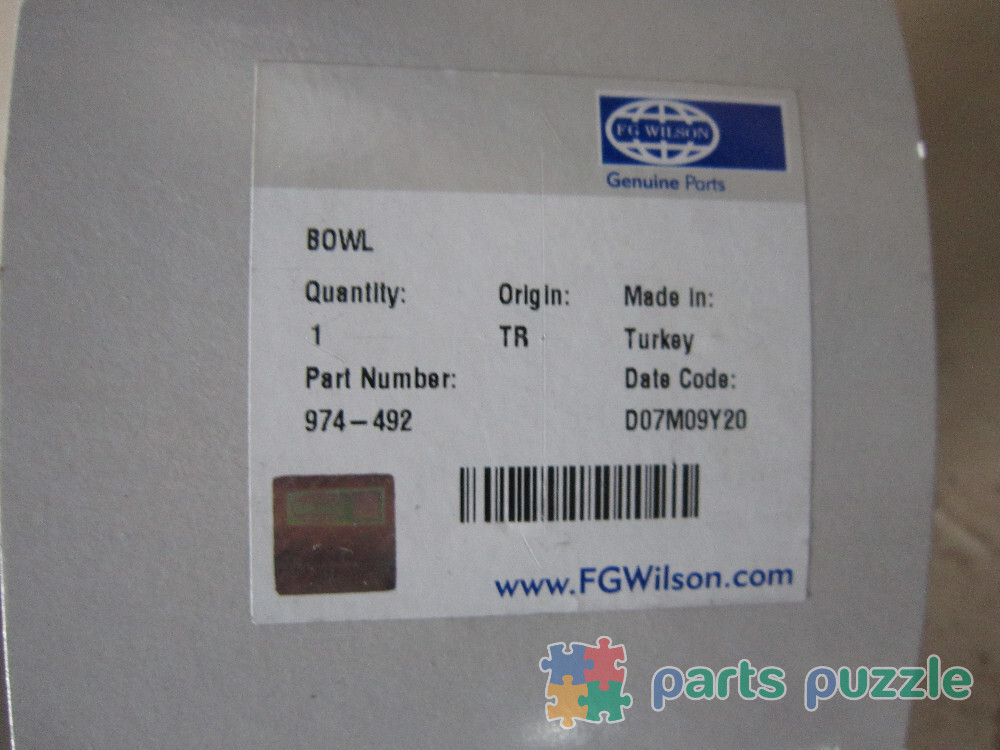 FG WILSON
Genuine Parts
BOWL
Quantity: Origin: Made in:
1 TR Turkey
Part Number: Date Code:
974-492 D07M09Y20
www.FGWilson.com
parts puzzle